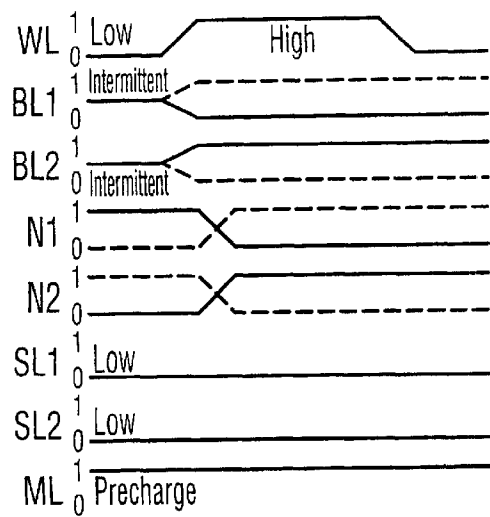 WL 1 0 Low High
BL1 1 0 Intermittent
BL2 1 0 Intermittent
N1 1 0
N2 1 0
SL1 1 0 Low
SL2 1 0 Low
ML 1 0 Precharge